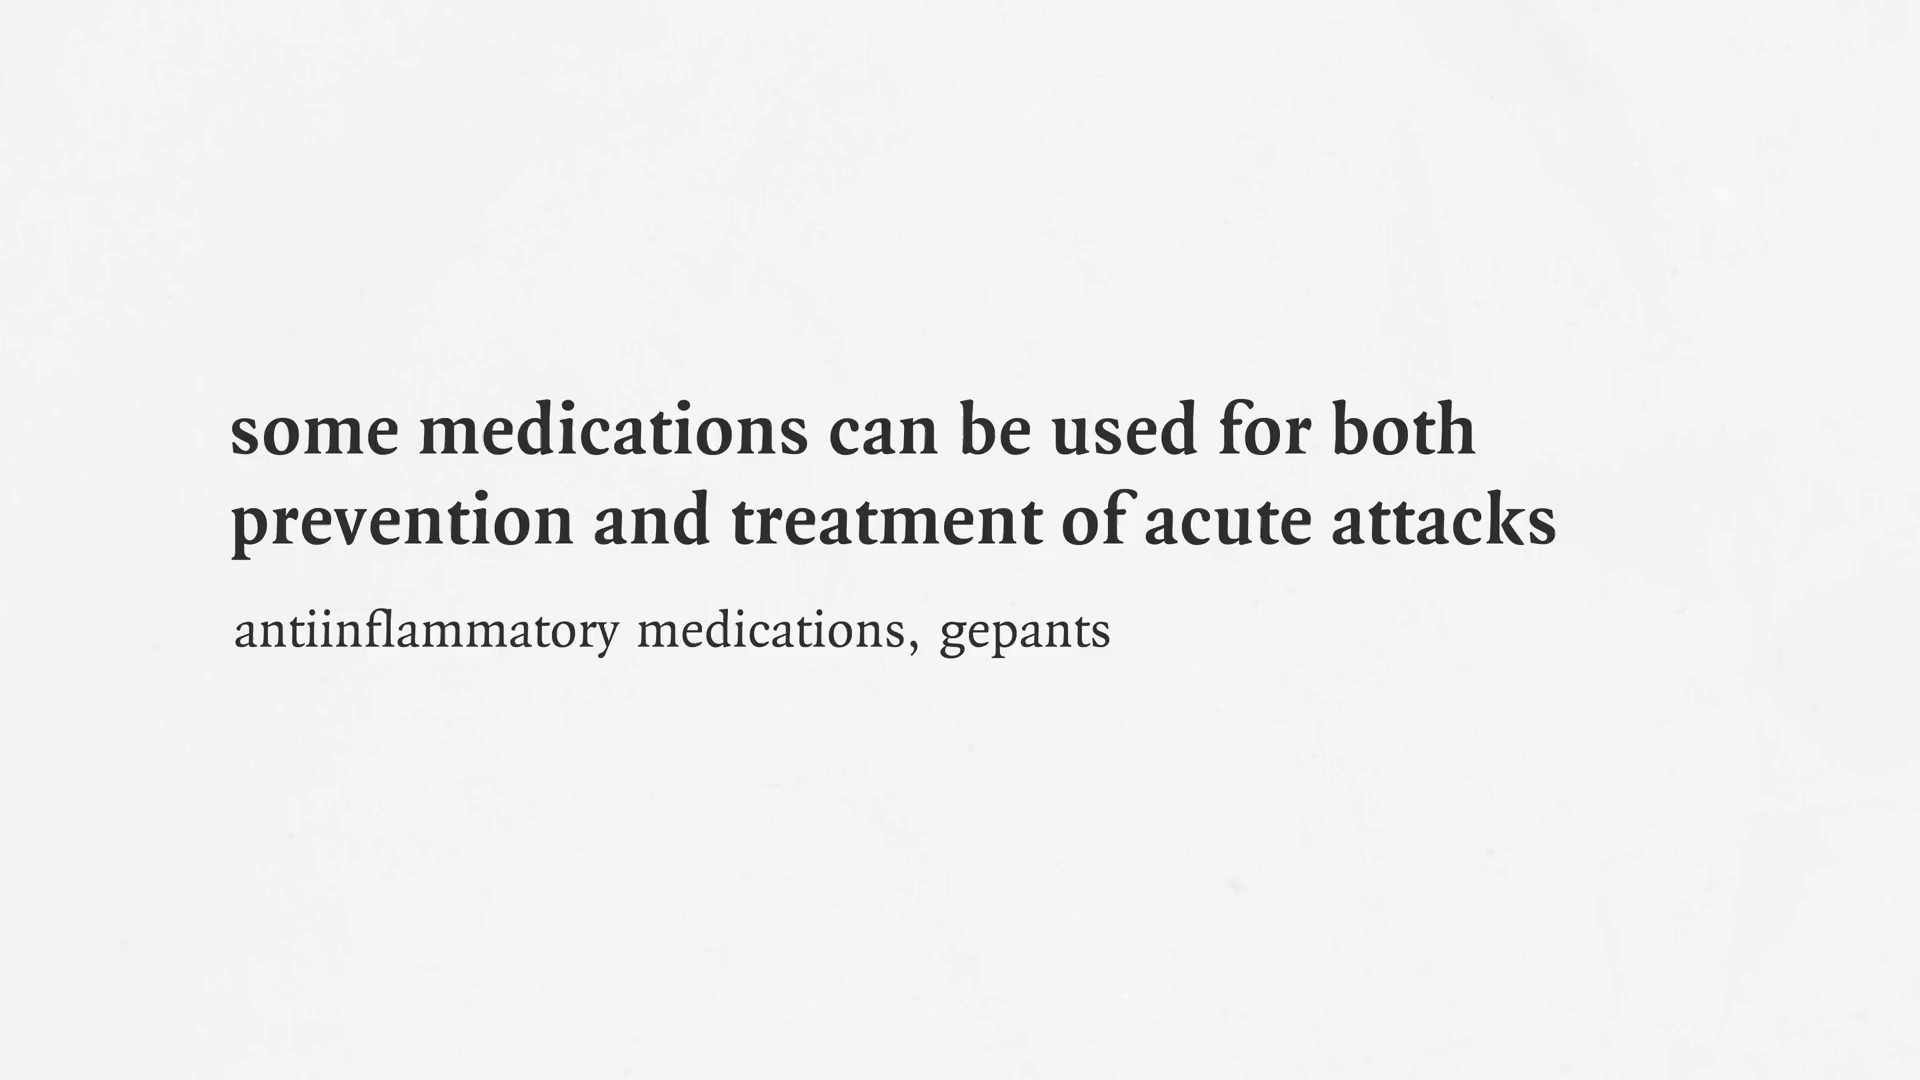 some medications can be used for both
prevention and treatment of acute attacks
antiinflammatory medications, gepants